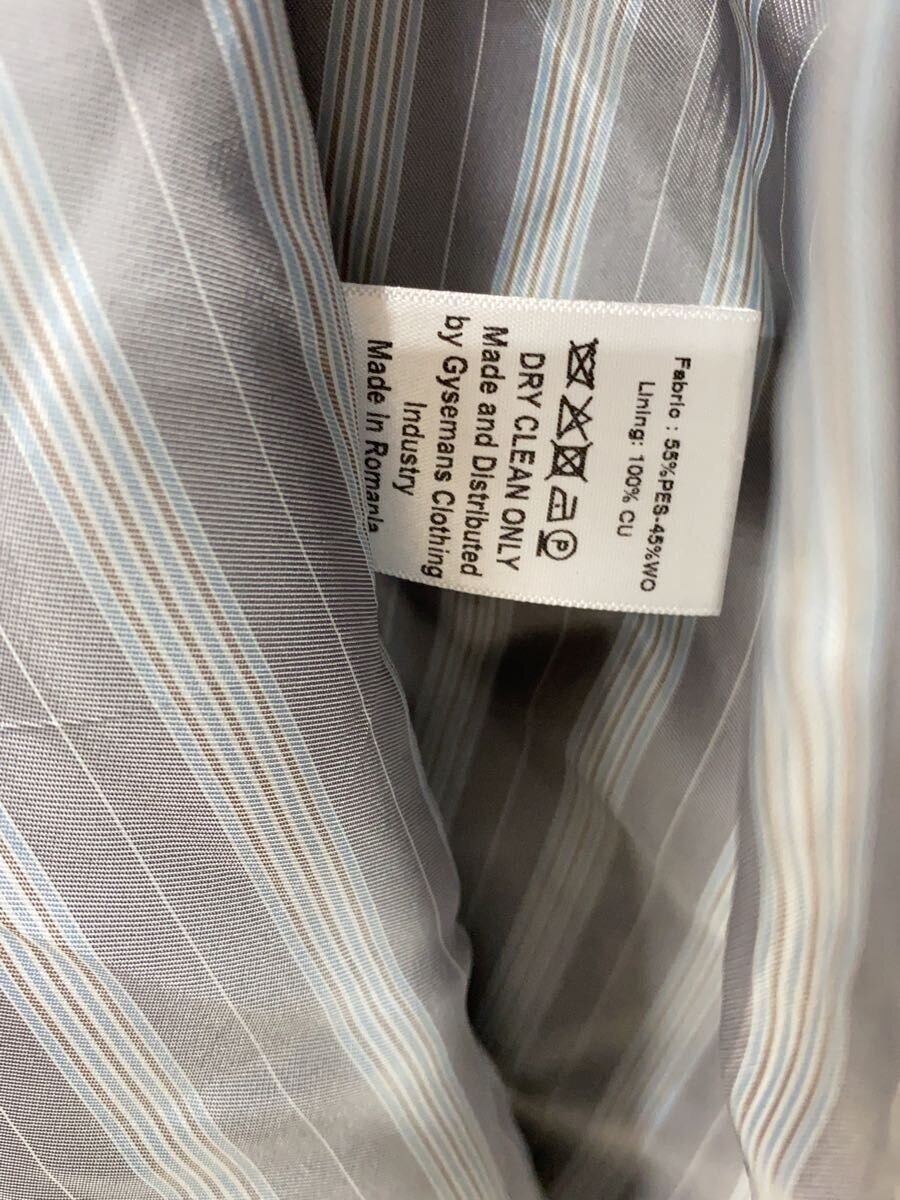 Fabric : 55%PES-45%WO
Lining: 100% CU
P
DRY CLEAN ONLY
Made and Distributed
by Gysemans Clothing
Industry
Made in Romania